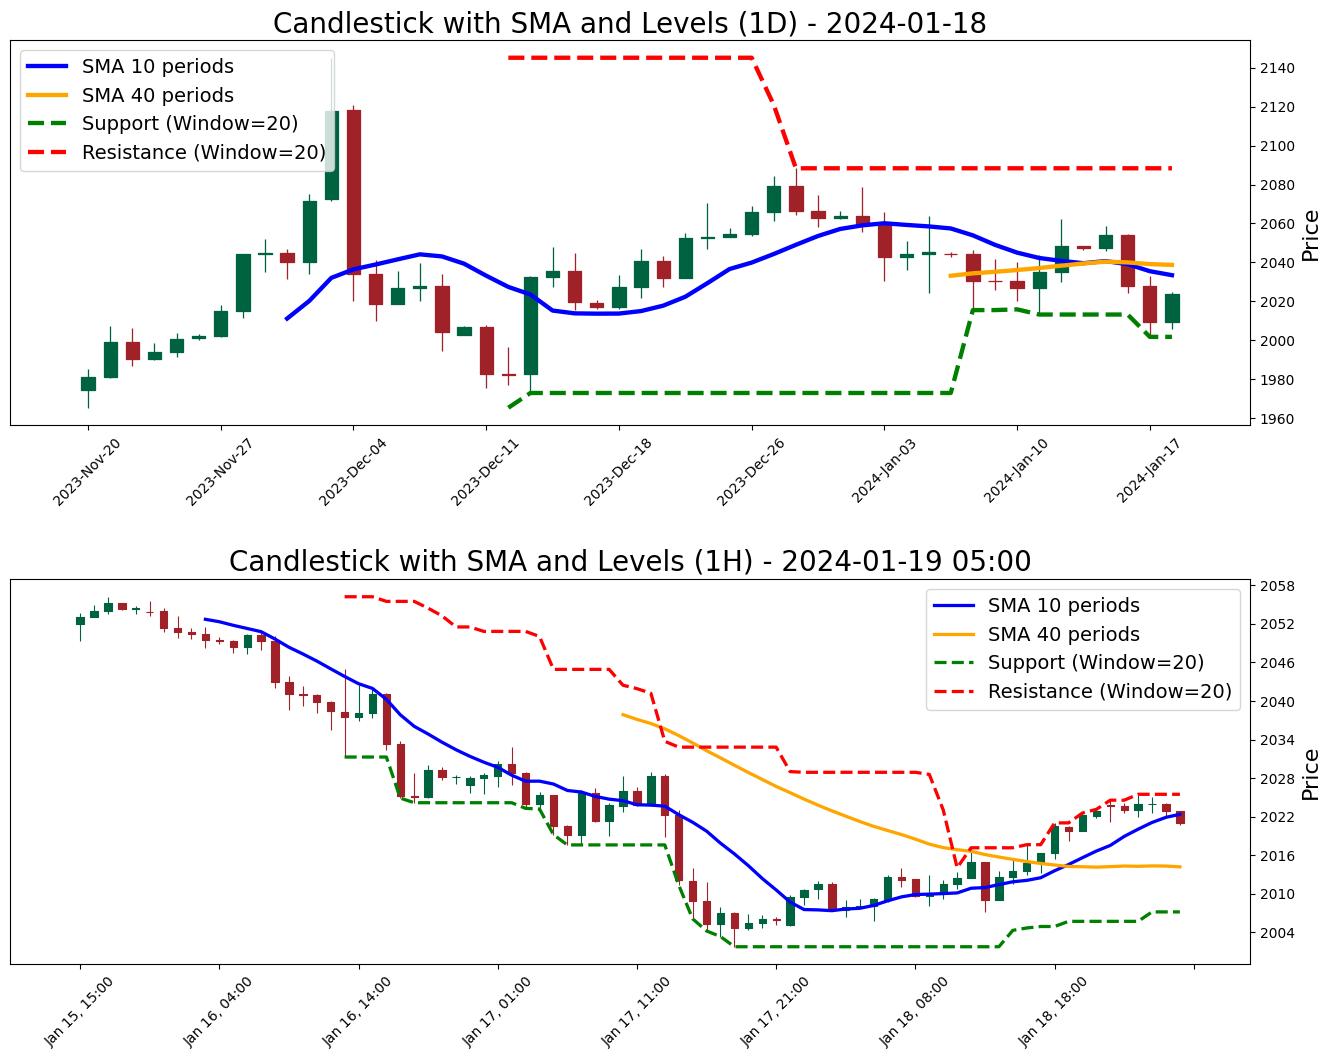 Candlestick with SMA and Levels (1D) - 2024-01-18
SMA 10 periods
SMA 40 periods
Support (Window=20)
Resistance (Window=20)
2140
2120
2100
2080
2060
2040
2020
2000
1980
1960
Price
2023-Nov-20
2023-Nov-27
2023-Dec-04
2023-Dec-11
2023-Dec-18
2023-Dec-26
2024-Jan-03
2024-Jan-10
2024-Jan-17
Candlestick with SMA and Levels (1H) - 2024-01-19 05:00
SMA 10 periods
SMA 40 periods
Support (Window=20)
Resistance (Window=20)
2058
2052
2046
2040
2034
2028
2022
2016
2010
2004
Price
Jan 15, 15:00
Jan 16, 04:00
Jan 16, 14:00
Jan 17, 01:00
Jan 17, 11:00
Jan 17, 21:00
Jan 18, 08:00
Jan 18, 18:00